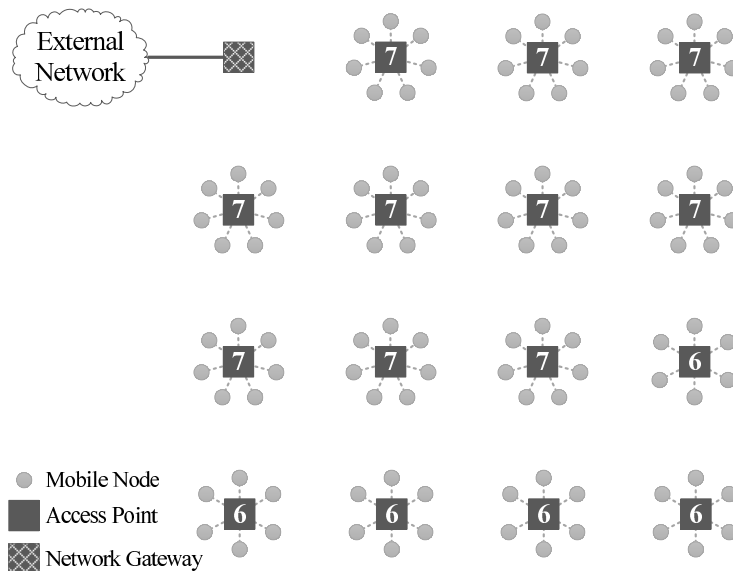 External
Network
7 7 7
7 7 7 7
7 7 7 6
6 6 6 6
Mobile Node
Access Point
Network Gateway